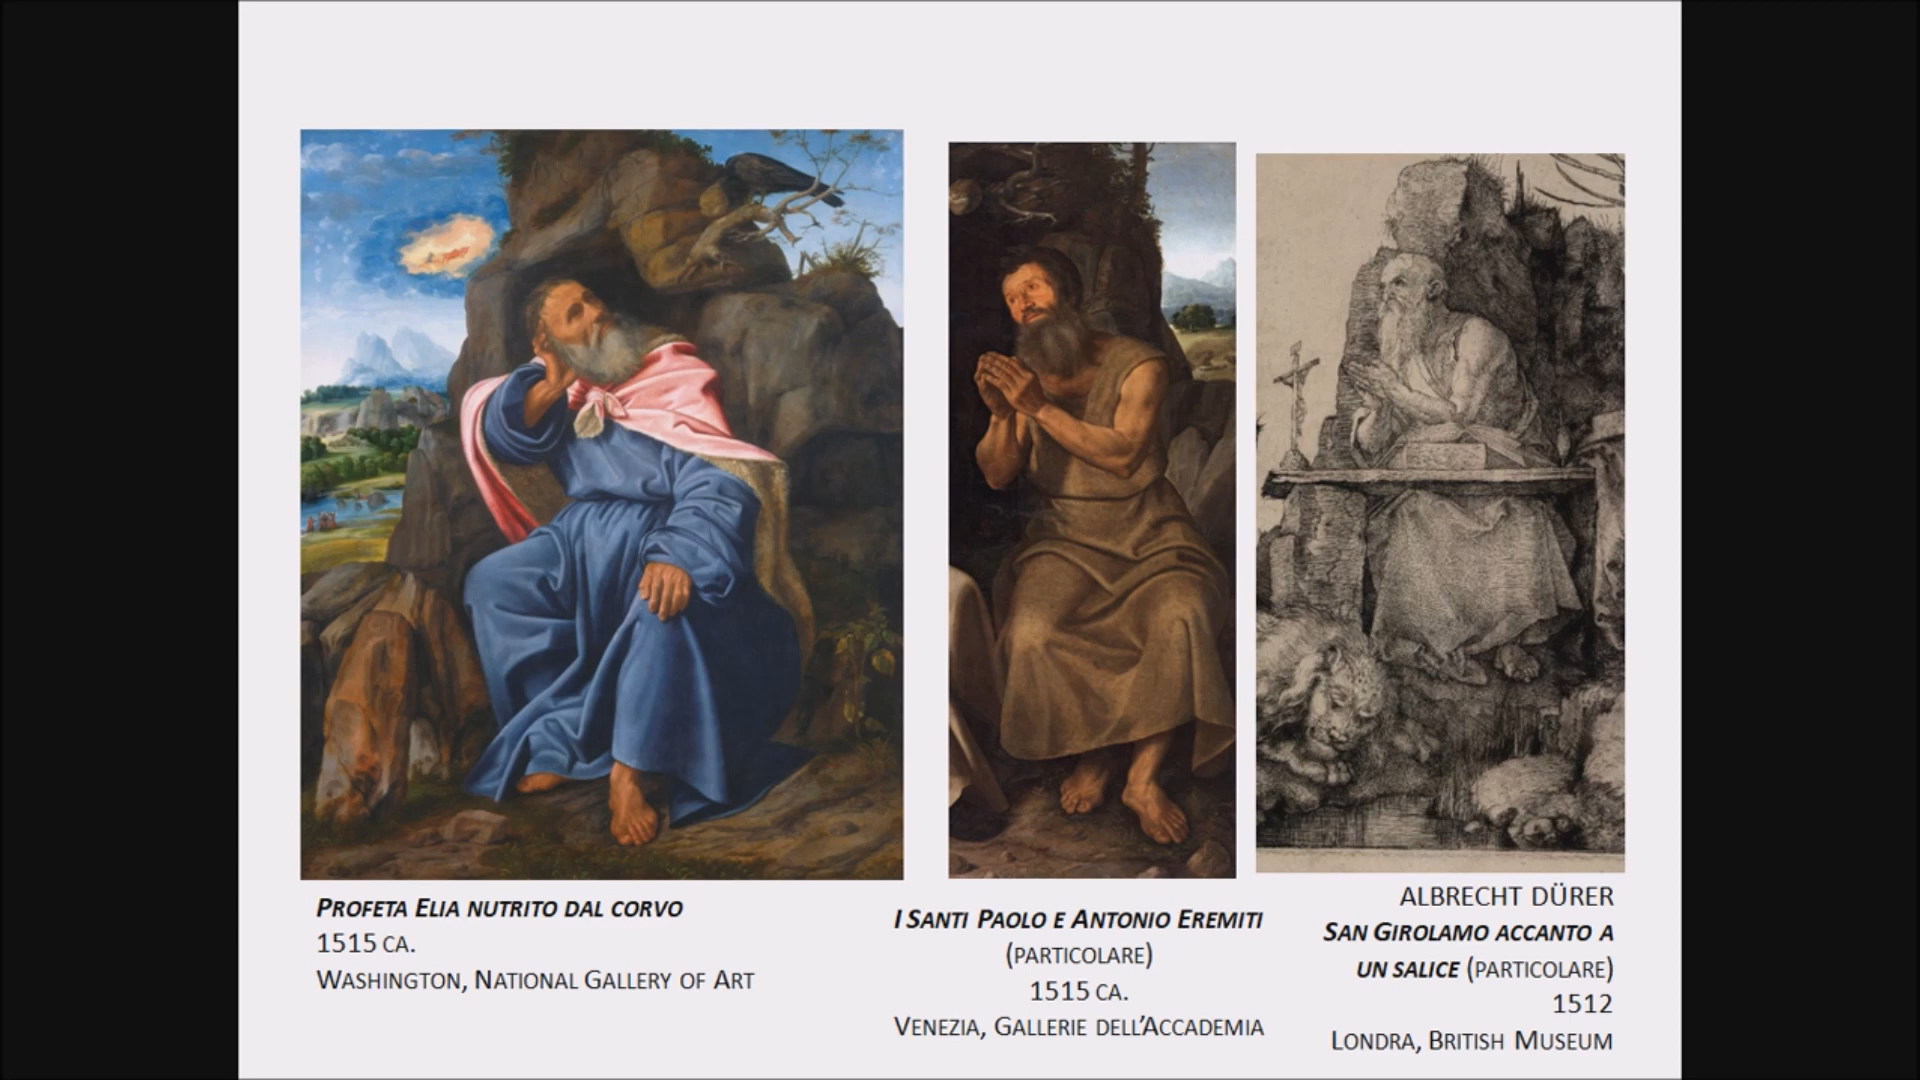 PROFETA ELIA NUTRITO DAL CORVO
1515 CA.
WASHINGTON, NATIONAL GALLERY OF ART
I SANTI PAOLO E ANTONIO EREMITI
(PARTICOLARE)
1515 CA.
VENEZIA, GALLERIE DELL'ACCADEMIA
ALBRECHT DÜRER
SAN GIROLAMO ACCANTO A
UN SALICE (PARTICOLARE)
1512
LONDRA, BRITISH MUSEUM